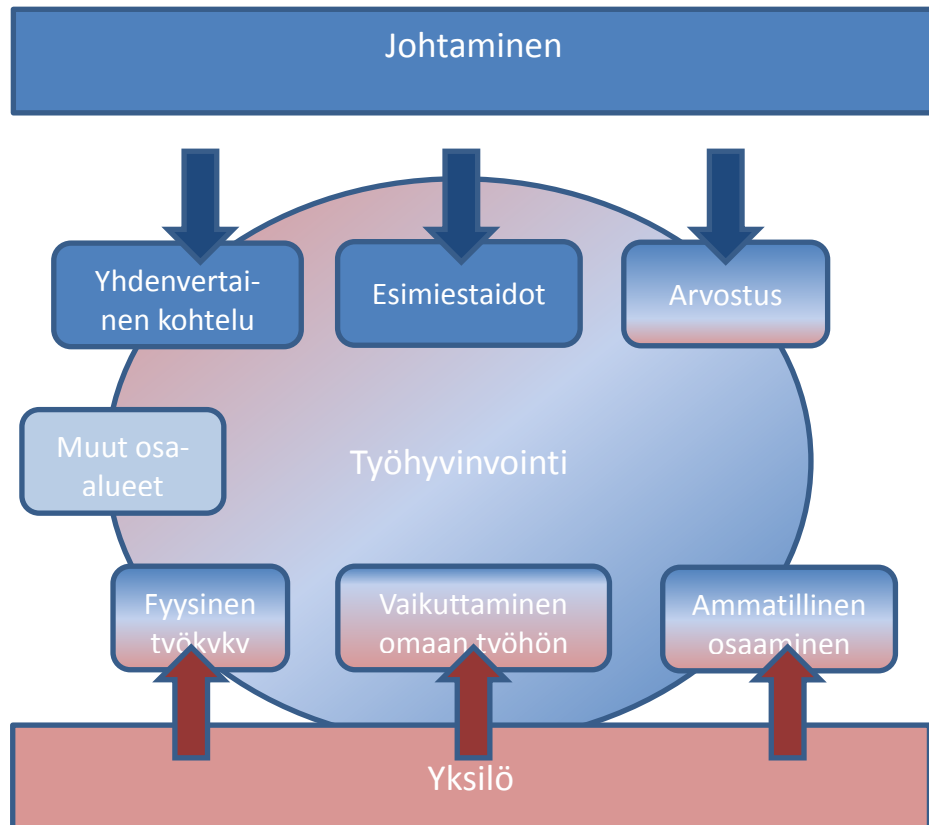 Johtaminen
Yhdenvertai-
nen kohtelu
Esimiestaidot
Arvostus
Muut osa-
alueet
Työhyvinvointi
Fyysinen
työkyky
Vaikuttaminen
omaan työhön
Ammatillinen
osaaminen
Yksilö